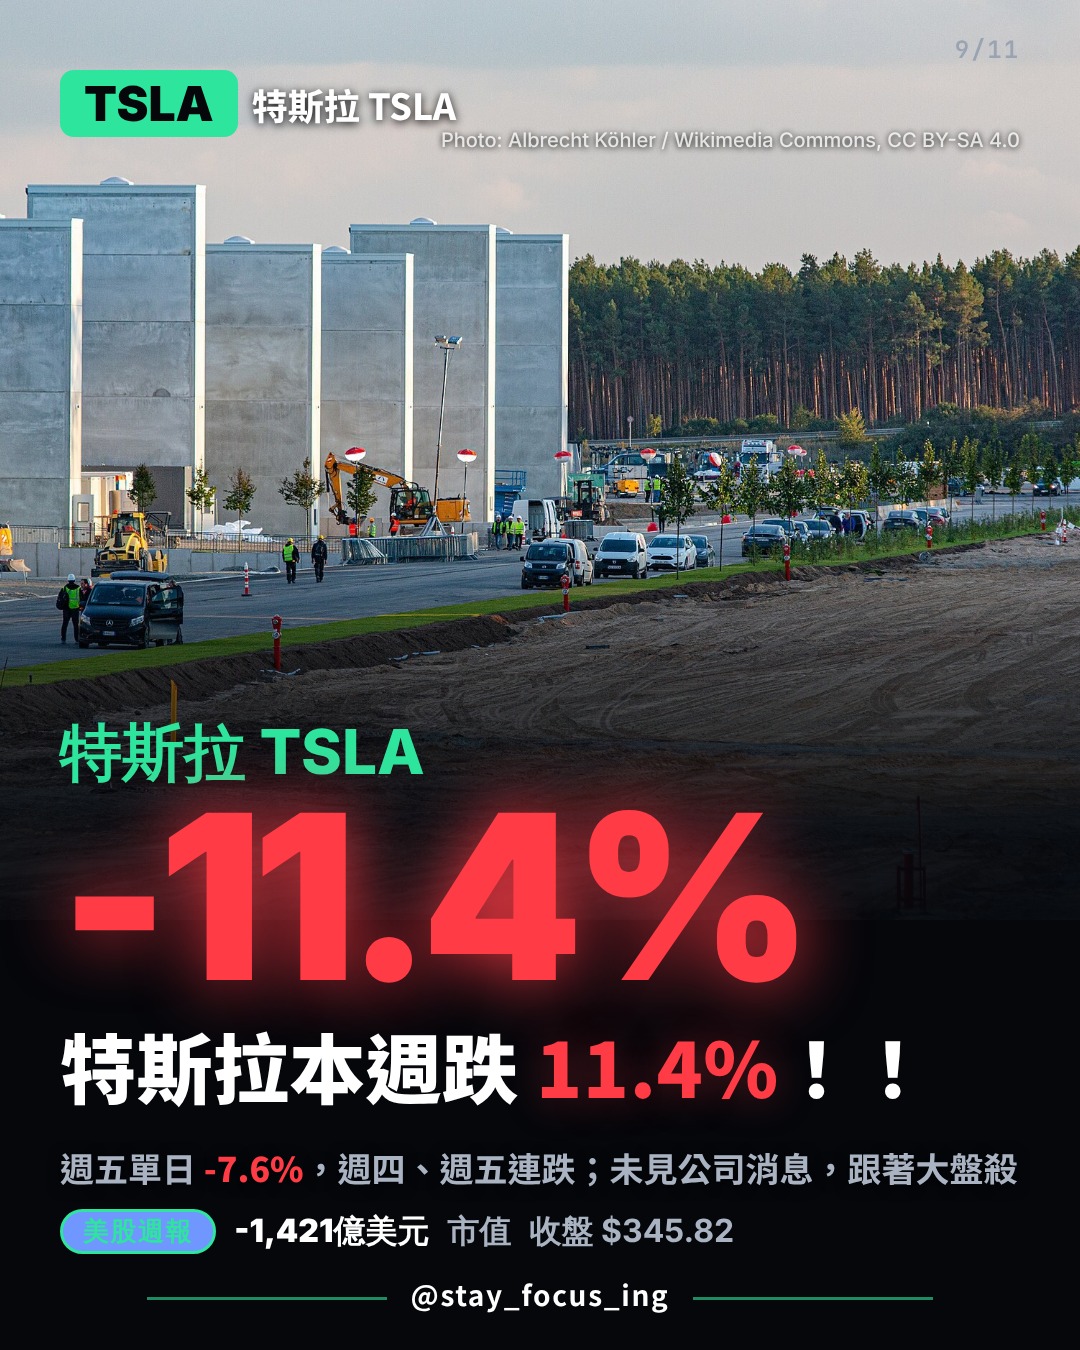 9/11
TSLA 特斯拉 TSLA
Photo: Albrecht Köhler / Wikimedia Commons, CC BY-SA 4.0
特斯拉 TSLA
-11.4%
特斯拉本週跌 11.4%！！
週五單日 -7.6%，週四、週五連跌；未見公司消息，跟著大盤殺
美股週報 -1,421億美元 市值 收盤 $345.82
@stay_focus_ing